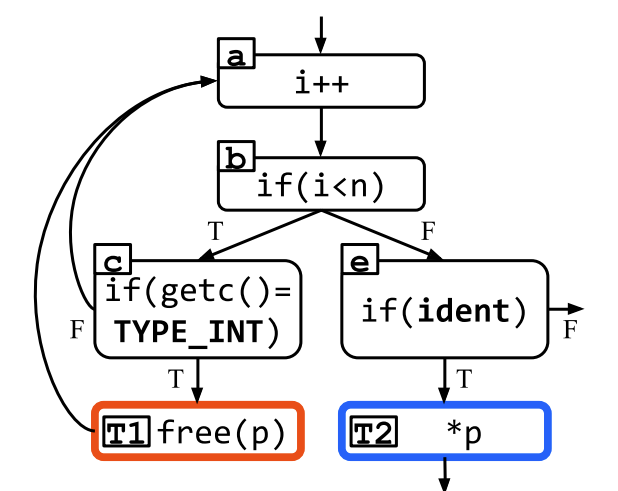 a
i++
b
if(i<n)
T
F
c
if(getc()=
TYPE_INT)
F
e
if(ident)
F
T
T
T1 free(p)
T2 *p